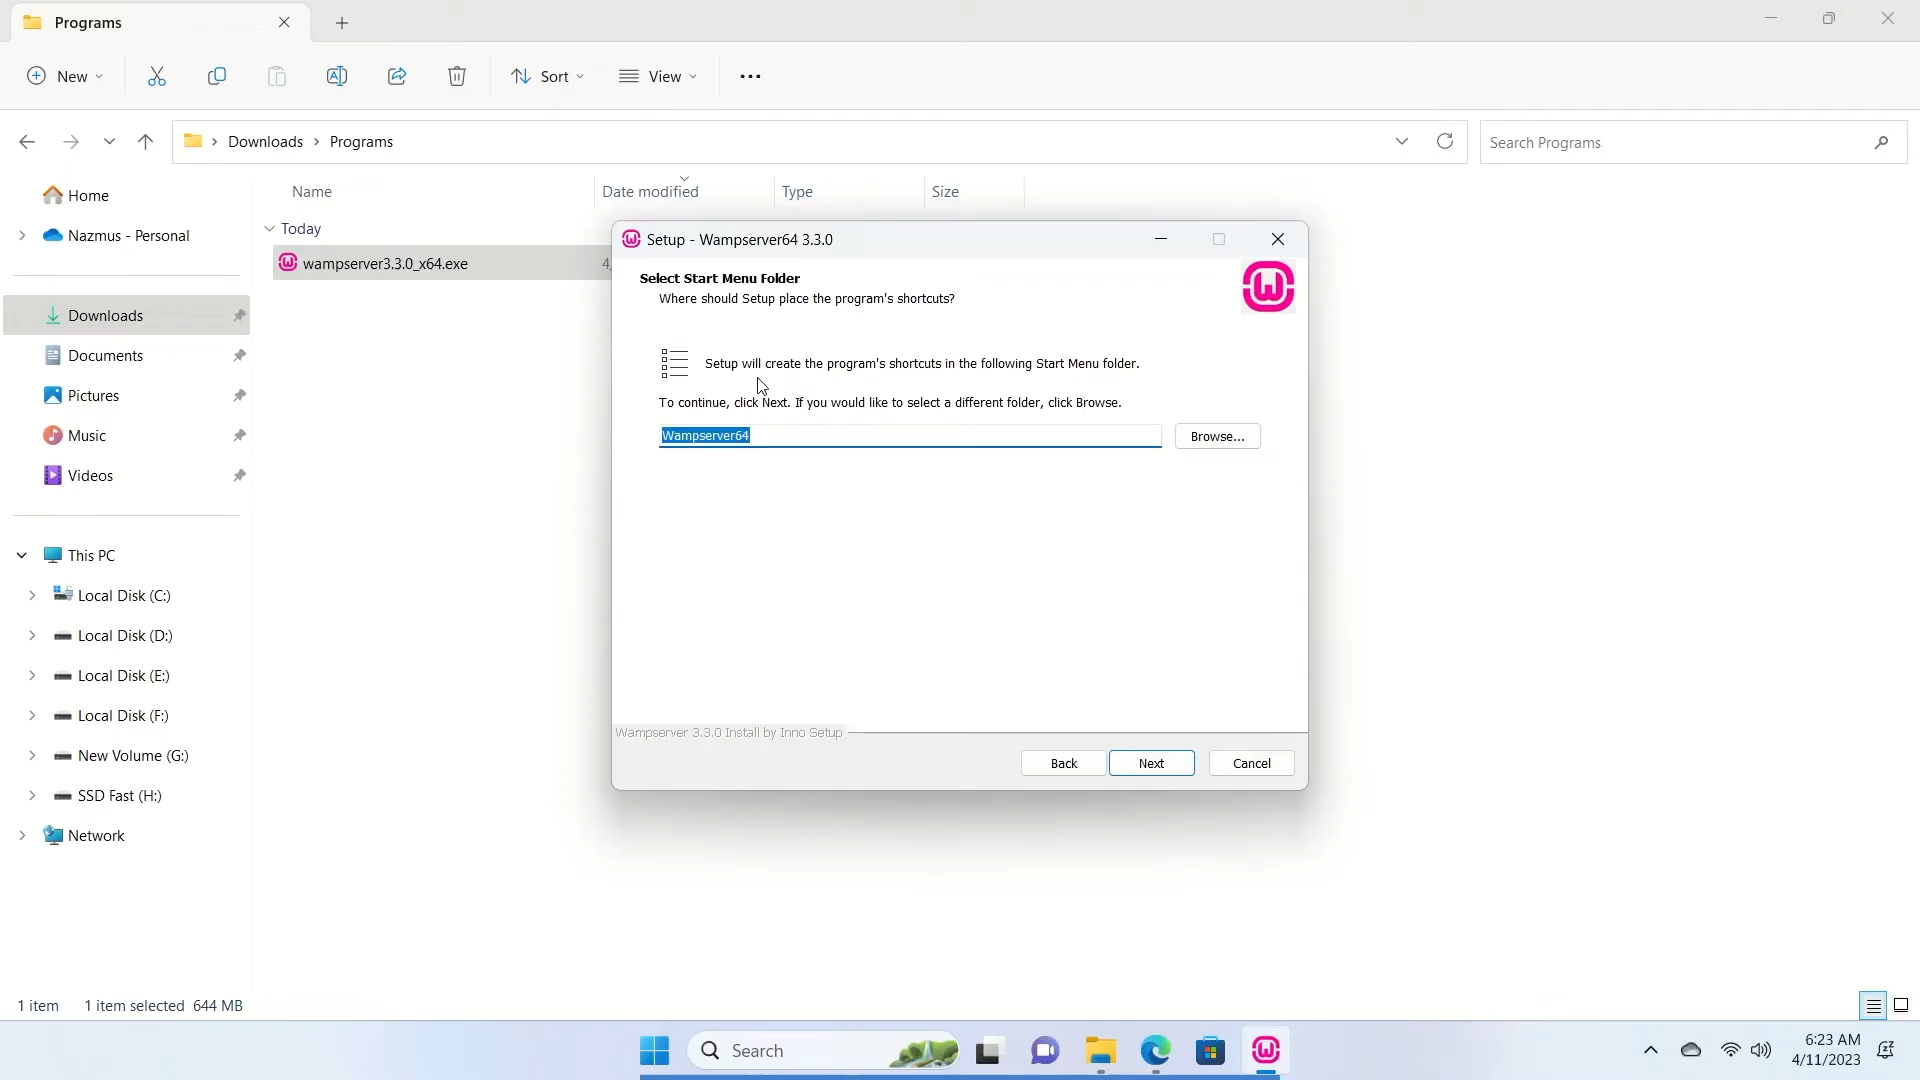 Programs
New
Sort
View
Downloads
Programs
Search Programs
Home
Nazmus - Personal
Downloads
Documents
Pictures
Music
Videos
This PC
Local Disk (C:)
Local Disk (D:)
Local Disk (E:)
Local Disk (F:)
New Volume (G:)
SSD Fast (H:)
Network
Name
Date modified
Type
Size
Today
wampserver3.3.0_x64.exe
4/
Setup - Wampserver64 3.3.0
Select Start Menu Folder
Where should Setup place the program's shortcuts?
Setup will create the program's shortcuts in the following Start Menu folder.
To continue, click Next. If you would like to select a different folder, click Browse.
Wampserver64
Browse...
Wampserver 3.3.0 Install by Inno Setup
Back
Next
Cancel
1 item
1 item selected 644 MB
Search
6:23 AM
4/11/2023